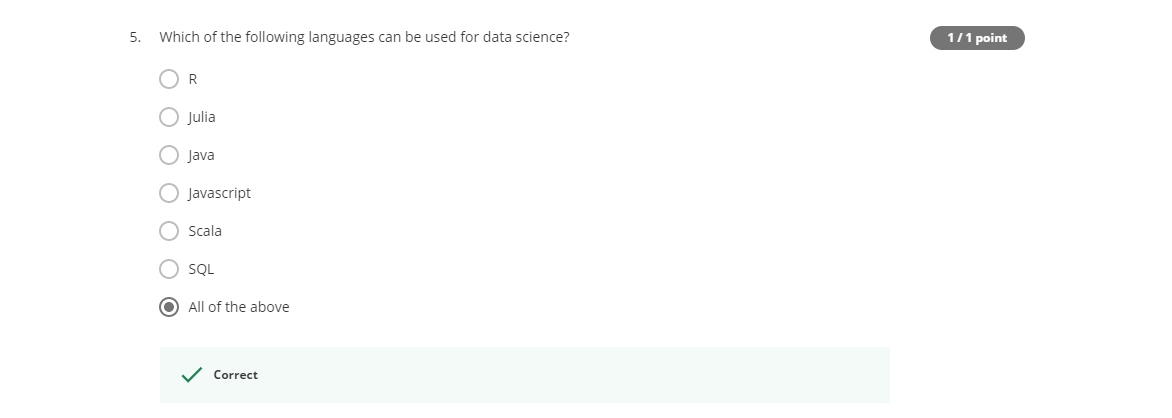 5. Which of the following languages can be used for data science?
1 / 1 point
R
Julia
Java
Javascript
Scala
SQL
All of the above
Correct